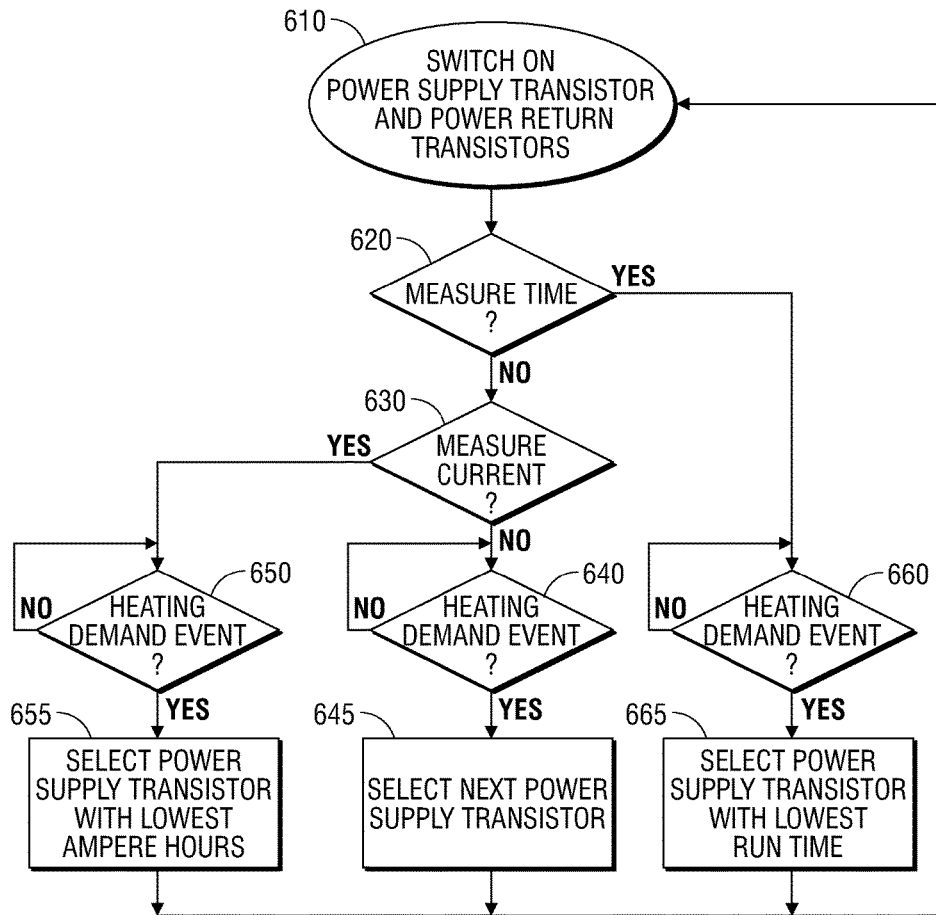 610
SWITCH ON
POWER SUPPLY TRANSISTOR
AND POWER RETURN
TRANSISTORS
620
MEASURE TIME
?
YES
NO
630
MEASURE
CURRENT
?
YES
NO
650
HEATING
DEMAND EVENT
?
NO
YES
640
HEATING
DEMAND EVENT
?
NO
YES
660
HEATING
DEMAND EVENT
?
NO
YES
655
SELECT POWER
SUPPLY TRANSISTOR
WITH LOWEST
AMPERE HOURS
645
SELECT NEXT POWER
SUPPLY TRANSISTOR
665
SELECT POWER
SUPPLY TRANSISTOR
WITH LOWEST
RUN TIME